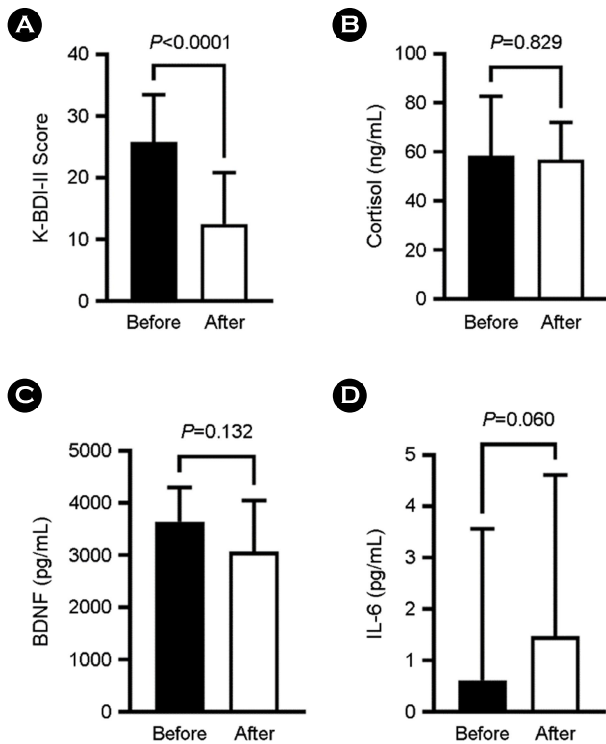 A
P<0.0001
K-BDI-II Score
40
30
20
10
0
Before After
B
P=0.829
Cortisol (ng/mL)
100
80
60
40
20
0
Before After
C
P=0.132
BDNF (pg/mL)
5000
4000
3000
2000
1000
0
Before After
D
P=0.060
IL-6 (pg/mL)
5
4
3
2
1
0
Before After